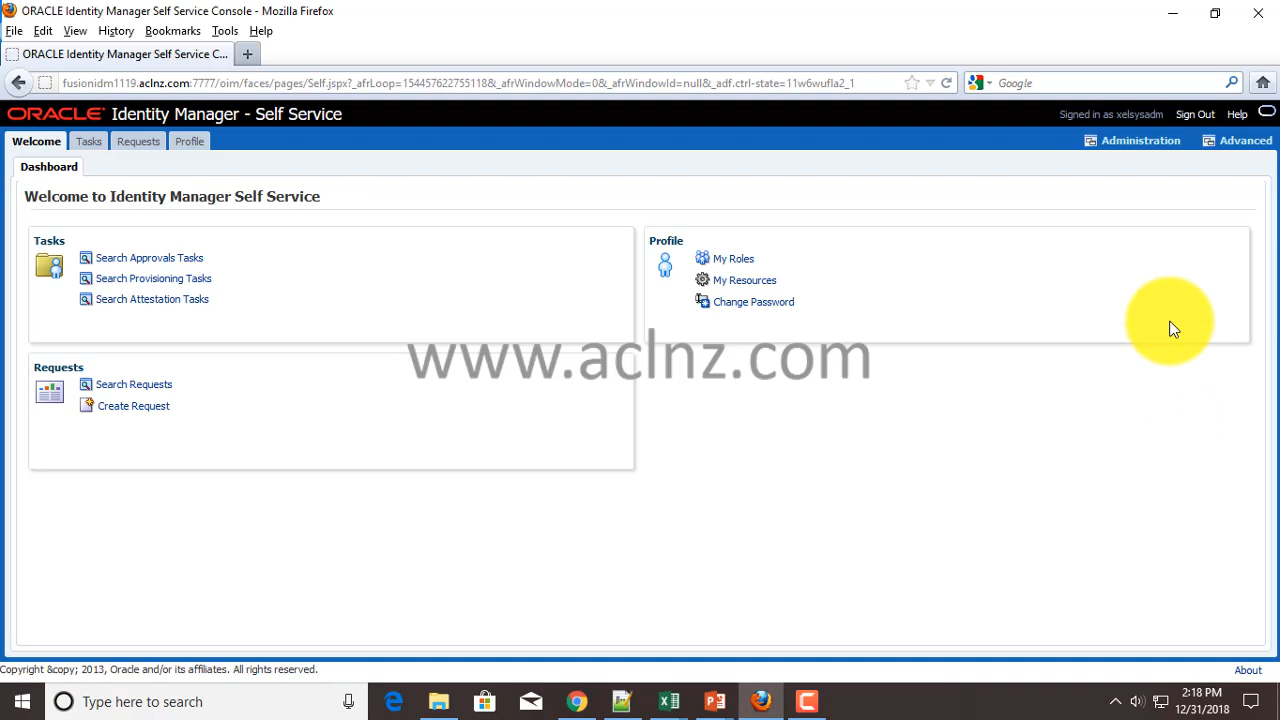 ORACLE Identity Manager Self Service Console - Mozilla Firefox
File Edit View History Bookmarks Tools Help
ORACLE Identity Manager Self Service C...
fusionidm1119.aclnz.com:7777/oim/faces/pages/Self.jspx?_afrLoop=154457622755118&_afrWindowMode=0&_afrWindowId=null&_adf.ctrl-state=11w6wufla2_1
Google
ORACLE Identity Manager - Self Service
Signed in as xelsysadm Sign Out Help
Welcome Tasks Requests Profile
Administration Advanced
Dashboard
Welcome to Identity Manager Self Service
Tasks
Search Approvals Tasks
Search Provisioning Tasks
Search Attestation Tasks
Profile
My Roles
My Resources
Change Password
www.aclnz.com
Requests
Search Requests
Create Request
Copyright &copy; 2013, Oracle and/or its affiliates. All rights reserved.
About
Type here to search
2:18 PM
12/31/2018